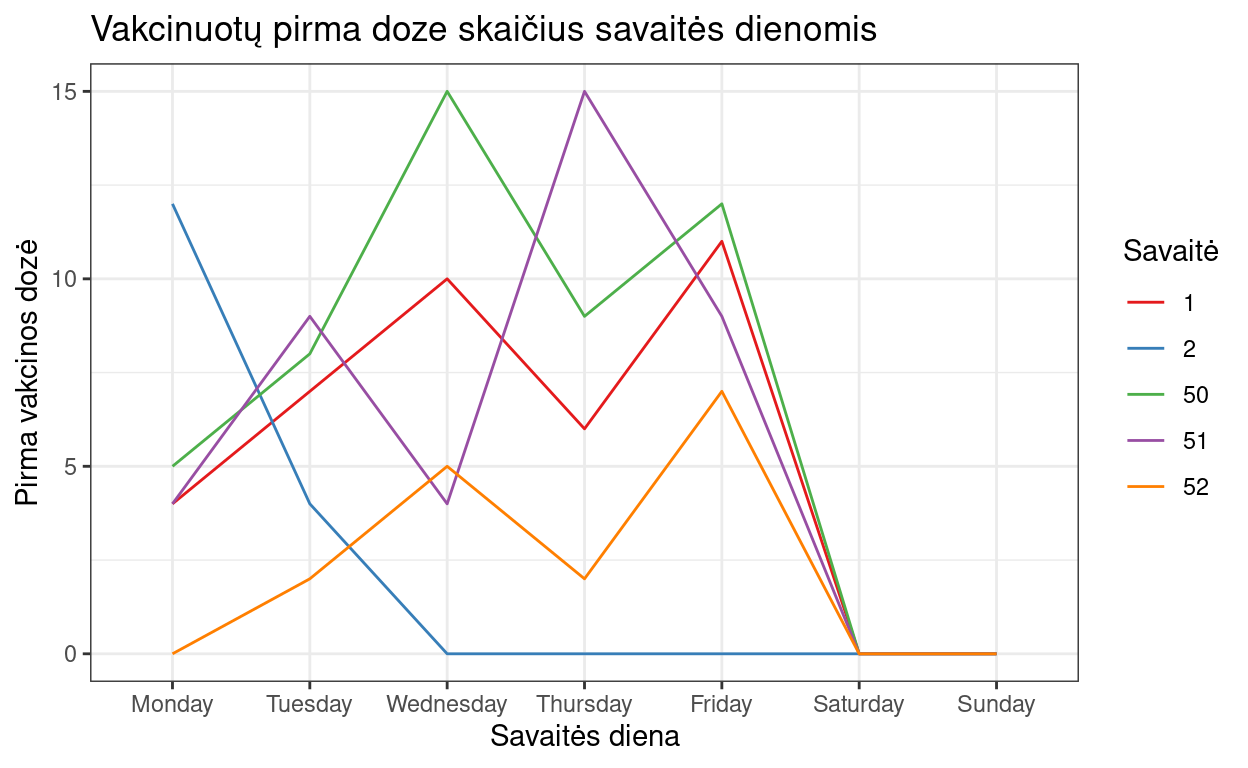 Vakcinuotų pirma doze skaičius savaitės dienomis
Pirma vakcinos dozė
15
10
5
0
Monday Tuesday Wednesday Thursday Friday Saturday Sunday
Savaitės diena
Savaitė
1
2
50
51
52